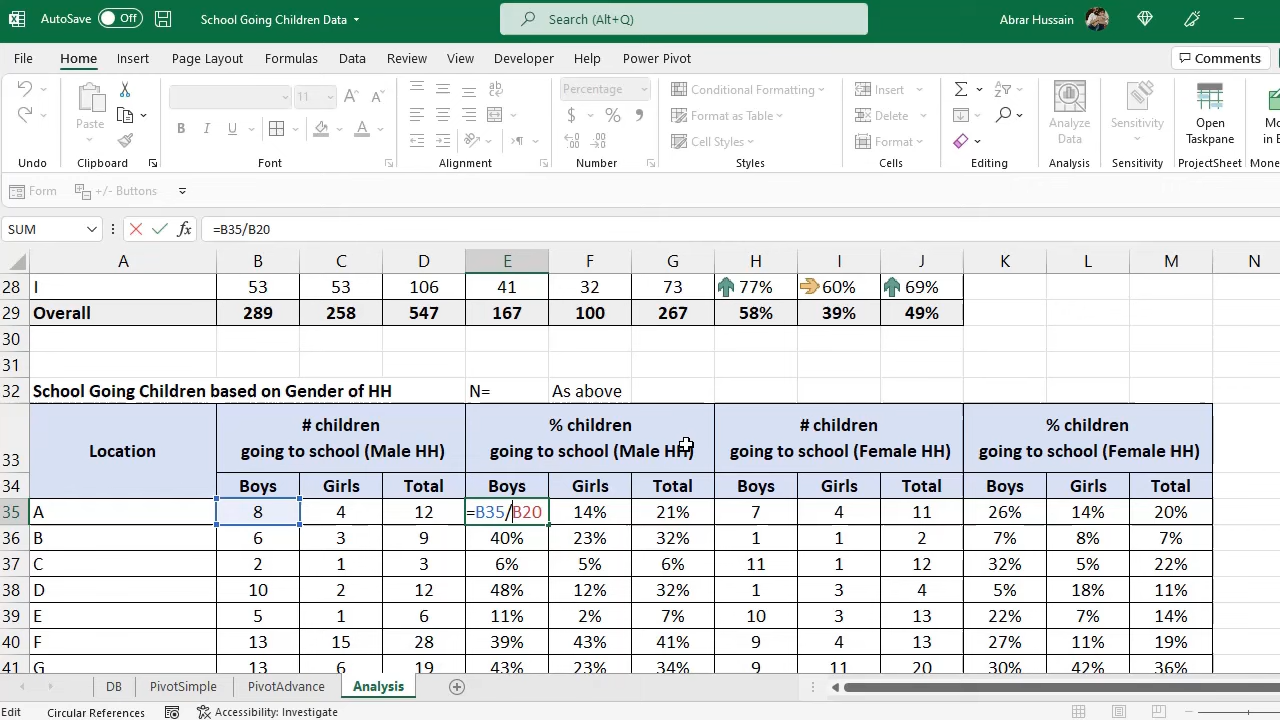 AutoSave Off School Going Children Data Search (Alt+Q) Abrar Hussain
File Home Insert Page Layout Formulas Data Review View Developer Help Power Pivot Comments
11 Percentage Conditional Formatting Insert
Paste Format as Table Delete Analyze Data Sensitivity Open Taskpane
B I U A Cell Styles Format
Undo Clipboard Font Alignment Number Styles Cells Editing Analysis Sensitivity ProjectSheet
Form +/- Buttons
SUM fx =B35/B20
A B C D E F G H I J K L M N
28 I 53 53 106 41 32 73 77% 60% 69%
29 Overall 289 258 547 167 100 267 58% 39% 49%
30
31
32 School Going Children based on Gender of HH N= As above
33 Location # children going to school (Male HH) % children going to school (Male HH) # children going to school (Female HH) % children going to school (Female HH)
34 Boys Girls Total Boys Girls Total Boys Girls Total Boys Girls Total
35 A 8 4 12 =B35/B20 14% 21% 7 4 11 26% 14% 20%
36 B 6 3 9 40% 23% 32% 1 1 2 7% 8% 7%
37 C 2 1 3 6% 5% 6% 11 1 12 32% 5% 22%
38 D 10 2 12 48% 12% 32% 1 3 4 5% 18% 11%
39 E 5 1 6 11% 2% 7% 10 3 13 22% 7% 14%
40 F 13 15 28 39% 43% 41% 9 4 13 27% 11% 19%
41 G 13 6 19 43% 23% 34% 9 11 20 30% 42% 36%
DB PivotSimple PivotAdvance Analysis
Edit Circular References Accessibility: Investigate